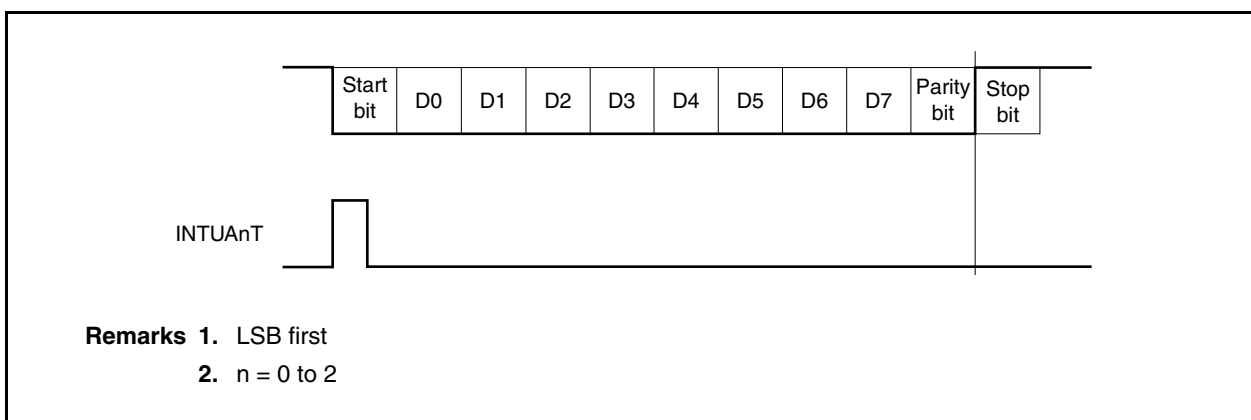 Start bit D0 D1 D2 D3 D4 D5 D6 D7 Parity bit Stop bit
INTUAnT
Remarks 1. LSB first
2. n = 0 to 2